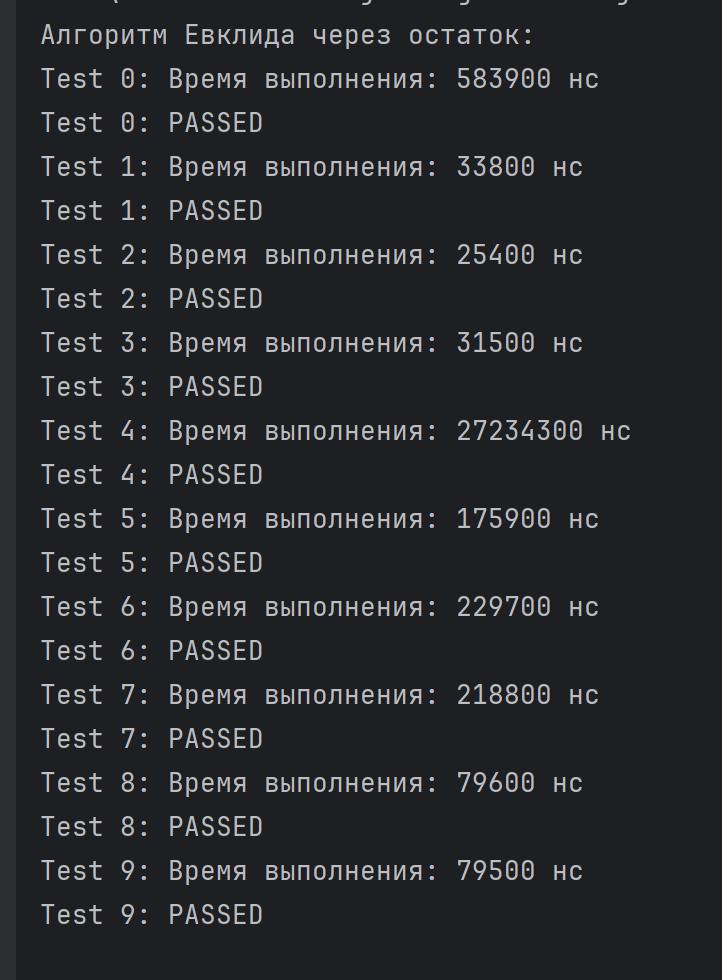 Алгоритм Евклида через остаток:
Test 0: Время выполнения: 583900 нс
Test 0: PASSED
Test 1: Время выполнения: 33800 нс
Test 1: PASSED
Test 2: Время выполнения: 25400 нс
Test 2: PASSED
Test 3: Время выполнения: 31500 нс
Test 3: PASSED
Test 4: Время выполнения: 27234300 нс
Test 4: PASSED
Test 5: Время выполнения: 175900 нс
Test 5: PASSED
Test 6: Время выполнения: 229700 нс
Test 6: PASSED
Test 7: Время выполнения: 218800 нс
Test 7: PASSED
Test 8: Время выполнения: 79600 нс
Test 8: PASSED
Test 9: Время выполнения: 79500 нс
Test 9: PASSED